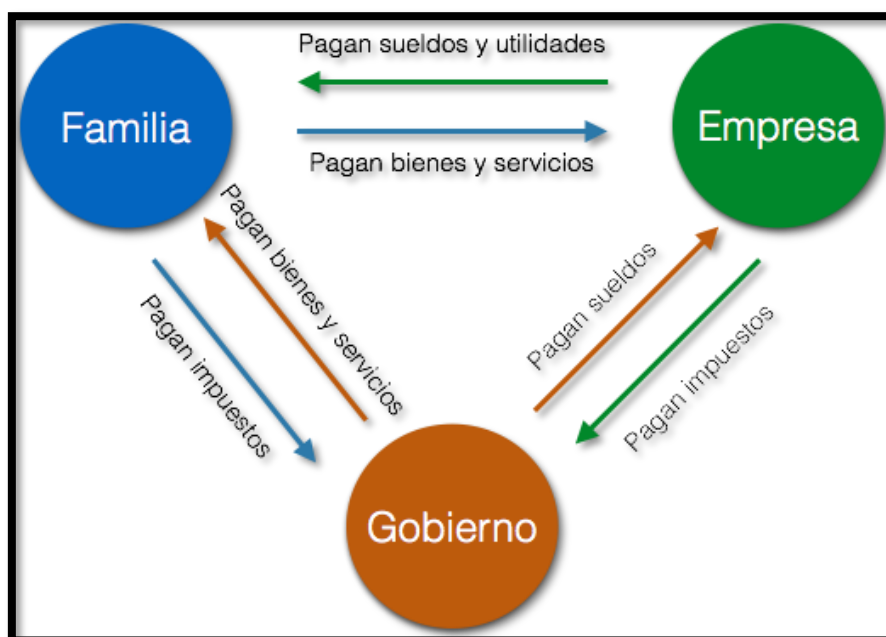 Pagan sueldos y utilidades
Familia
Empresa
Pagan bienes y servicios
Pagan bienes y servicios
Pagan sueldos
Pagan impuestos
Pagan impuestos
Gobierno